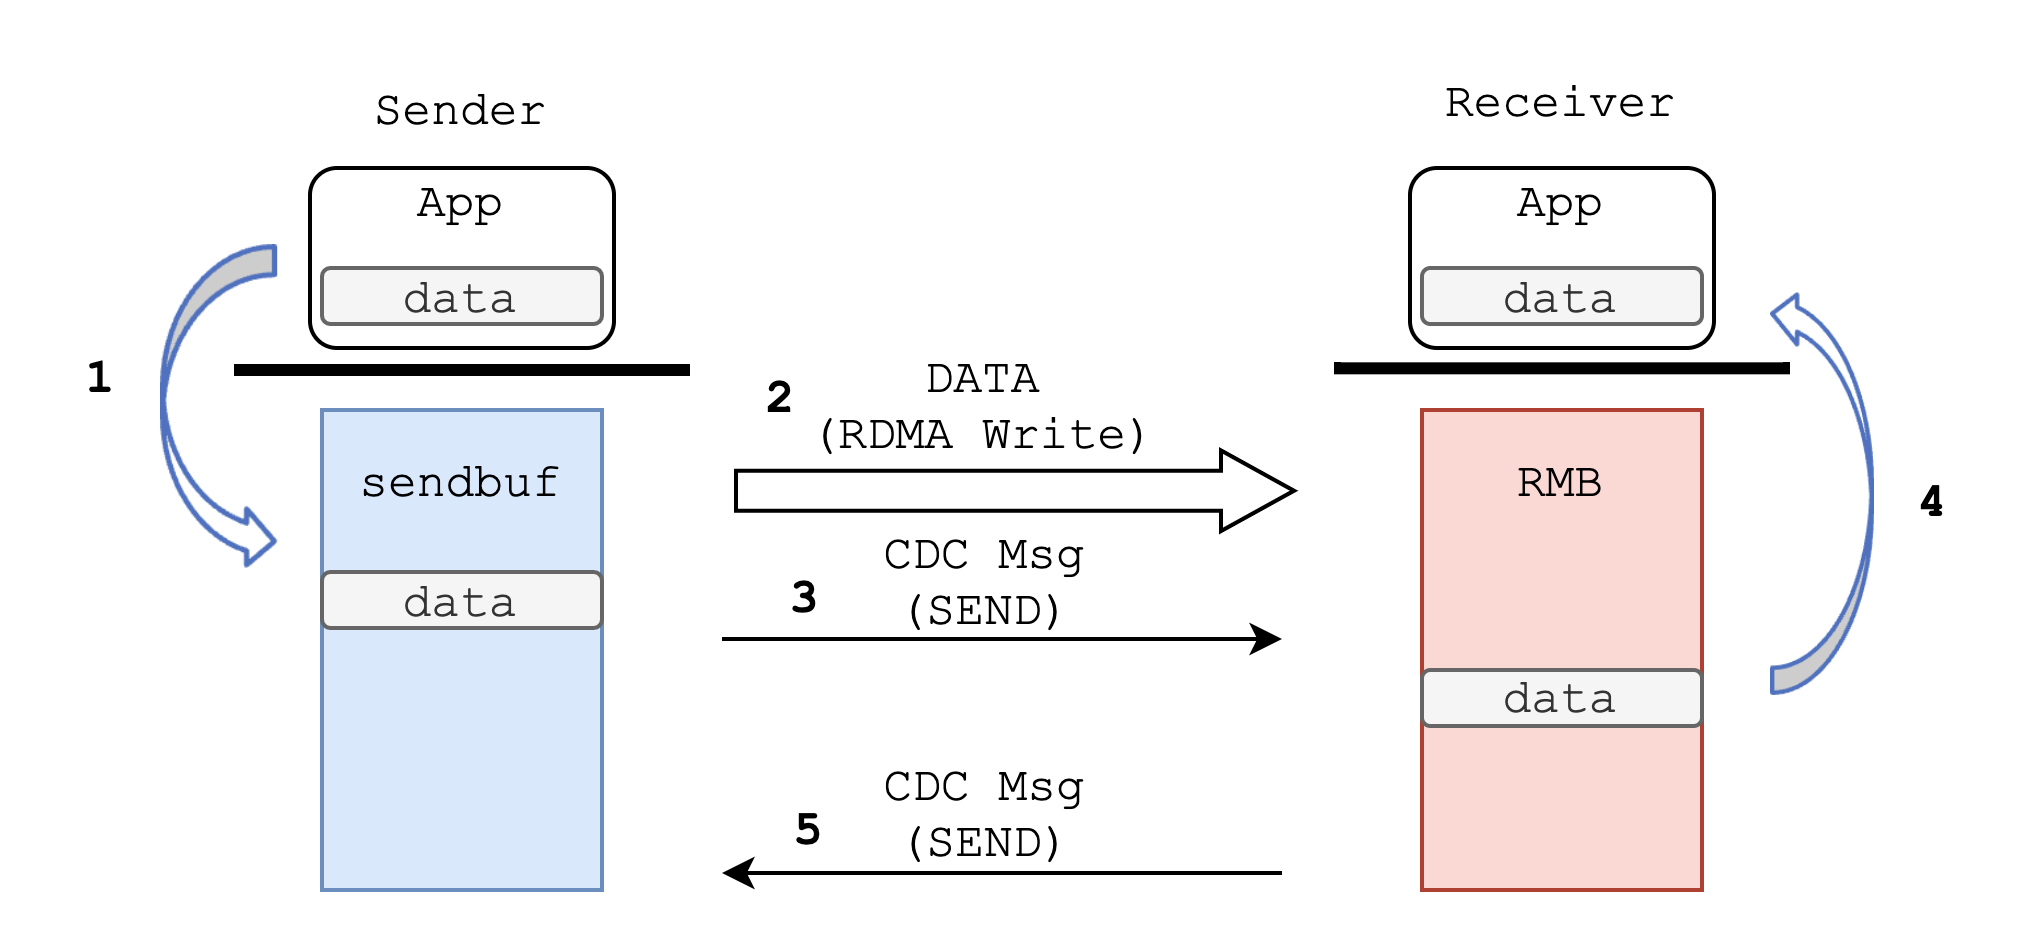 Sender
Receiver
App
App
data
data
1
2
DATA
(RDMA Write)
sendbuf
RMB
4
CDC Msg
3
(SEND)
data
data
CDC Msg
5
(SEND)